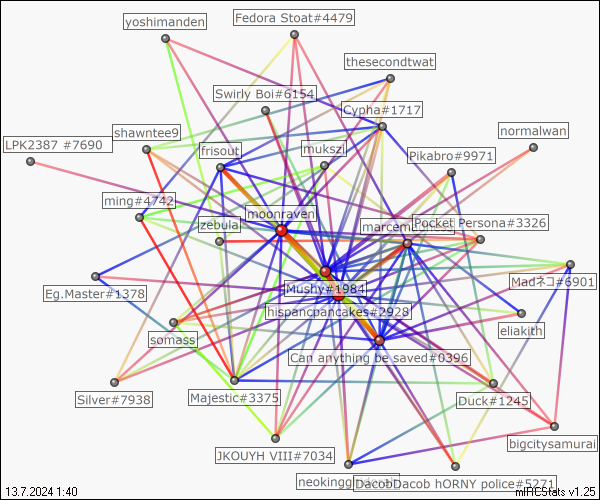 yoshimanden
Fedora Stoat#4479
thesecondtwat
Swirly Boi#6154
Cypha#1717
LPK2387 #7690
shawntee9
frisout
mukszi
normalwan
Pikabro#9971
ming#4742
moonraven
zebula
Pocket Persona#3326
Mushy#1984
Eg.Master#1378
Madネコ#6901
hispancpancakes#2928
eliakith
somass
Can anything be saved#0396
Silver#7938
Majestic#3375
Duck#1245
bigcitysamurai
JKOUYH VIII#7034
DacobDacob hORNY police#5271
13.7.2024 1:40
mIRCStats v1.25